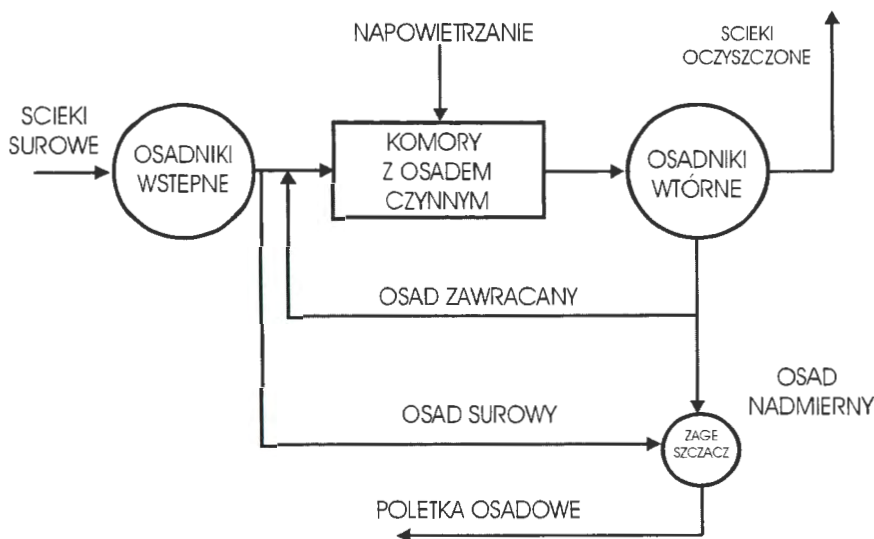 NAPOWIETRZANIE
SCIEKI
OCZYSZCZONE
SCIEKI
SUROWE
OSADNIKI
WSTEPNE
KOMORY
Z OSADEM
CZYNNYM
OSADNIKI
WTÓRNE
OSAD ZAWRACANY
OSAD
NADMIERNY
OSAD SUROWY
ZAGE
SZCZACZ
POLETKA OSADOWE